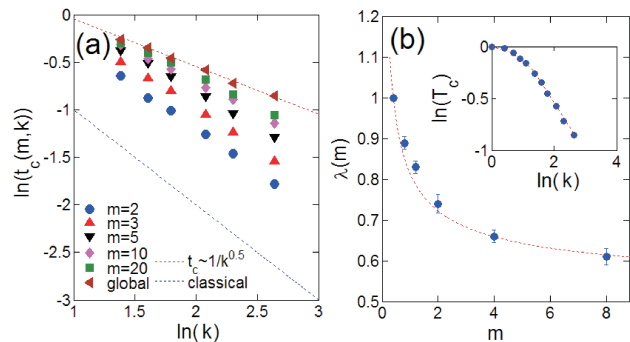 (a)
ln(t_c(m,k))
0
-0.5
-1
-1.5
-2
-2.5
-3
1
1.5
2
2.5
3
ln(k)
m=2
m=3
m=5
m=10
m=20
global
t_c~1/k^0.5
classical
(b)
λ(m)
1.1
1
0.9
0.8
0.7
0.6
0.5
0
2
4
6
8
m
ln(T_c)
0
-0.5
-1
0
2
4
ln(k)